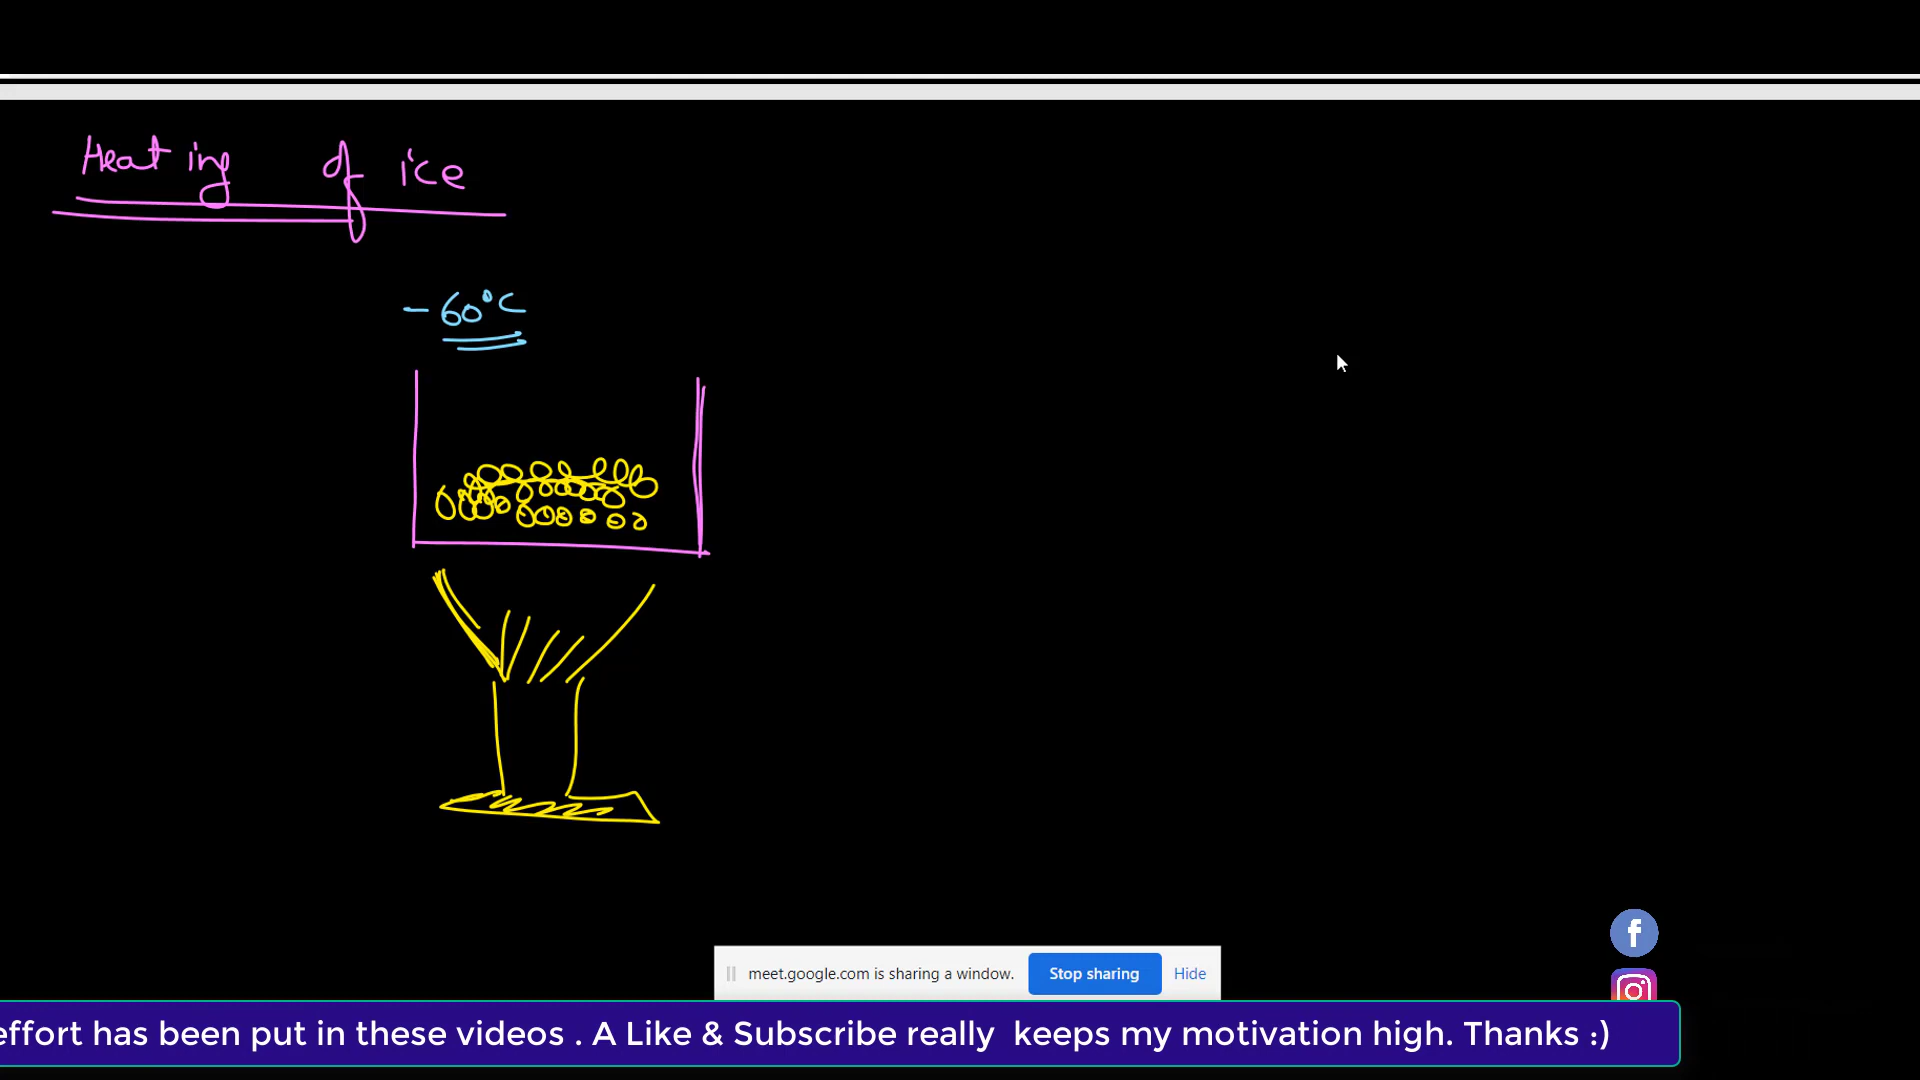 Heating of ice
- 60°C
meet.google.com is sharing a window. Stop sharing Hide
effort has been put in these videos . A Like & Subscribe really keeps my motivation high. Thanks :)